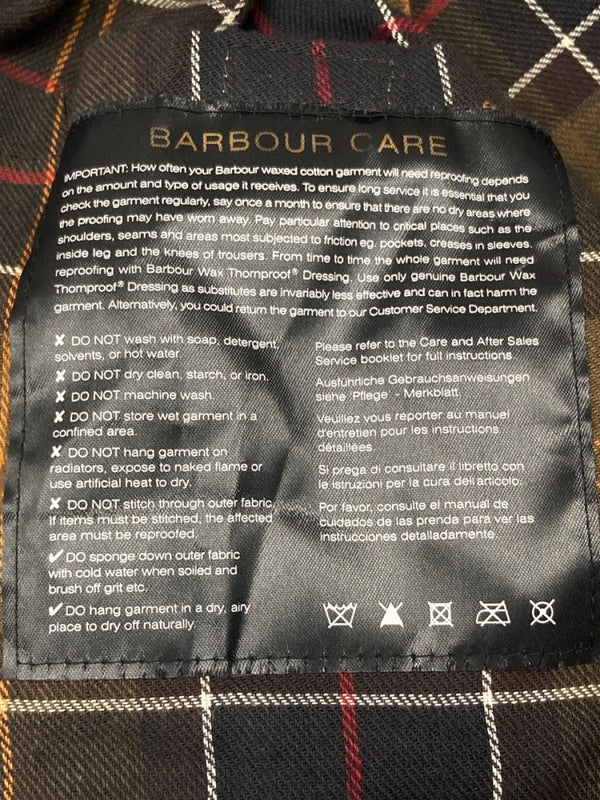 BARBOUR CARE
IMPORTANT: How often your Barbour waxed cotton garment will need reproofing depends
on the amount and type of usage it receives. To ensure long service it is essential that you
check the garment regularly, say once a month to ensure that there are no dry areas where
the proofing may have worn away. Pay particular attention to critical places such as the
shoulders, seams and areas most subjected to friction eg. pockets, creases in sleeves,
inside leg and the knees of trousers. From time to time the whole garment will need
reproofing with Barbour Wax Thornproof® Dressing. Use only genuine Barbour Wax
Thornproof® Dressing as substitutes are invariably less effective and can in fact harm the
garment. Alternatively, you could return the garment to our Customer Service Department.
✘ DO NOT wash with soap, detergent,
solvents, or hot water.
✘ DO NOT dry clean, starch, or iron.
✘ DO NOT machine wash.
✘ DO NOT store wet garment in a
confined area.
✘ DO NOT hang garment on
radiators, expose to naked flame or
use artificial heat to dry.
✘ DO NOT stitch through outer fabric.
If items must be stitched, the affected
area must be reproofed.
✔ DO sponge down outer fabric
with cold water when soiled and
brush off grit etc.
✔ DO hang garment in a dry, airy
place to dry off naturally.
Please refer to the Care and After Sales
Service booklet for full instructions.
Ausführliche Gebrauchsanweisungen
siehe 'Pflege' - Merkblatt.
Veuillez vous reporter au manuel
d'entretien pour les instructions
détaillées.
Si prega di consultare il libretto con
le istruzioni per la cura dell'articolo.
Por favor, consulte el manual de
cuidados de las prenda para ver las
instrucciones detalladamente.